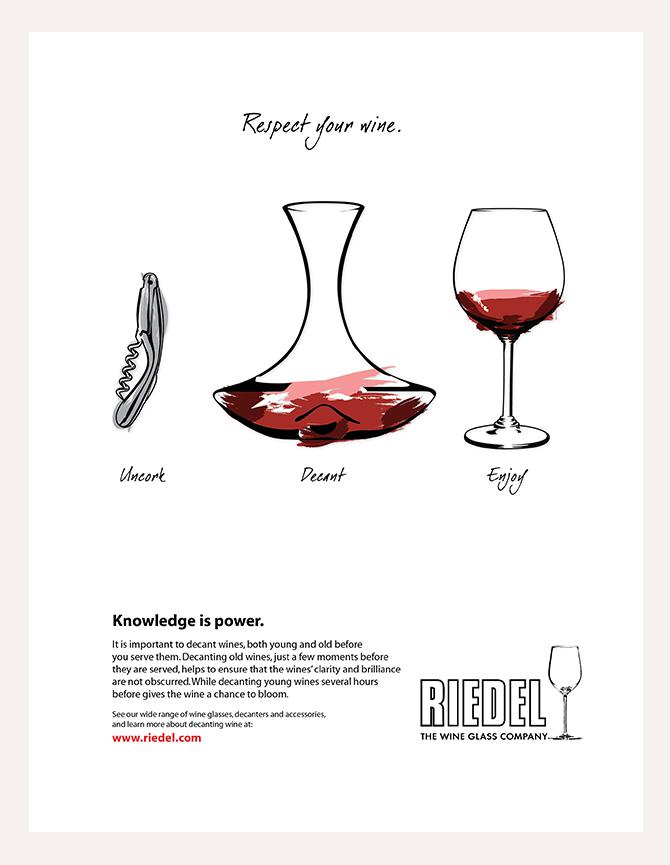 Respect your wine.
Uncork
Decant
Enjoy
Knowledge is power.
It is important to decant wines, both young and old before
you serve them. Decanting old wines, just a few moments before
they are served, helps to ensure that the wines' clarity and brilliance
are not obscurred. While decanting young wines several hours
before gives the wine a chance to bloom.
See our wide range of wine glasses, decanters and accessories,
and learn more about decanting wine at:
www.riedel.com
RIEDEL
THE WINE GLASS COMPANY